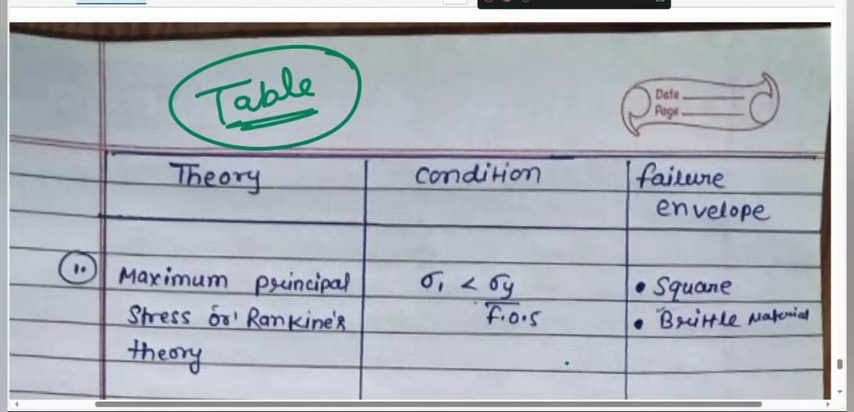 Table
Date
Page
Theory condition failure
envelope
1. Maximum principal σ₁ < σy • Square
Stress or Rankine's f.o.s • Brittle Material
theory